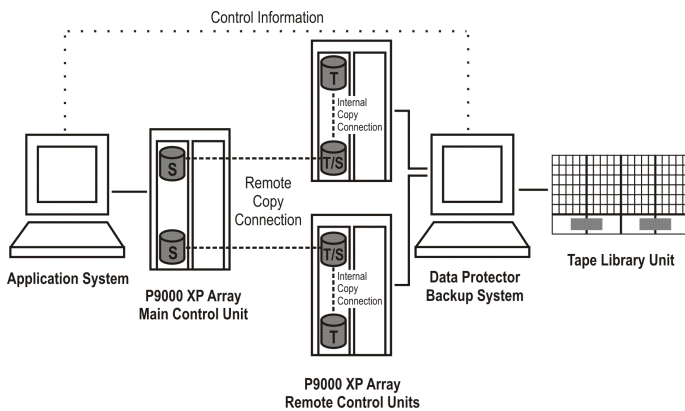 Control Information
T
Internal
Copy
Connection
T/S
S
Remote
Copy
Connection
S
T/S
Internal
Copy
Connection
T
Application System
P9000 XP Array
Main Control Unit
Data Protector
Backup System
Tape Library Unit
P9000 XP Array
Remote Control Units